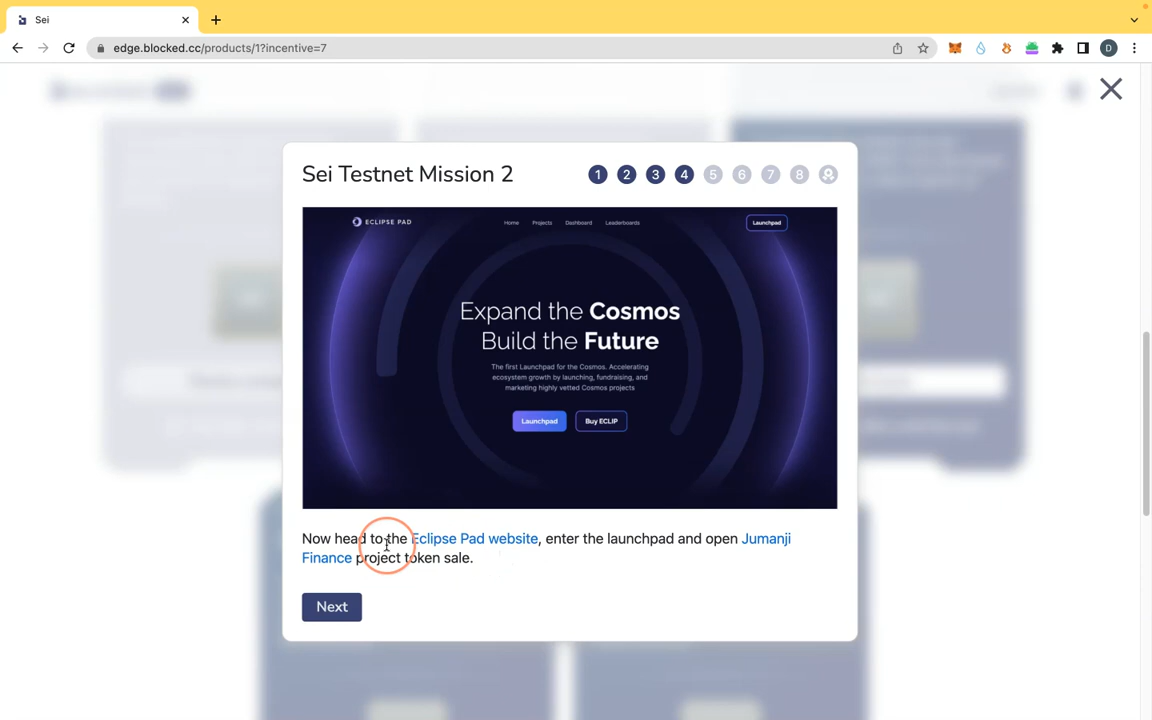 Sei
edge.blocked.cc/products/1?incentive=7
D
Sei Testnet Mission 2
1 2 3 4 5 6 7 8
ECLIPSE PAD
Home Projects Dashboard Leaderboards
Launchpad
Expand the Cosmos
Build the Future
The first Launchpad for the Cosmos. Accelerating
ecosystem growth by launching, fundraising, and
marketing highly vetted Cosmos projects
Launchpad Buy ECLIP
Now head to the Eclipse Pad website, enter the launchpad and open Jumanji
Finance project token sale.
Next